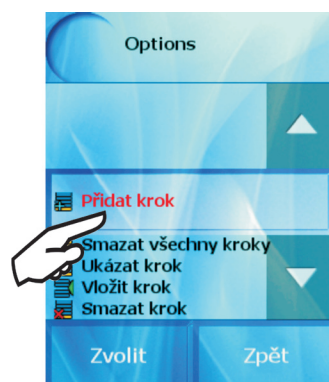 Options
Přidat krok
Smazat všechny kroky
Ukázat krok
Vložit krok
Smazat krok
Zvolit
Zpět